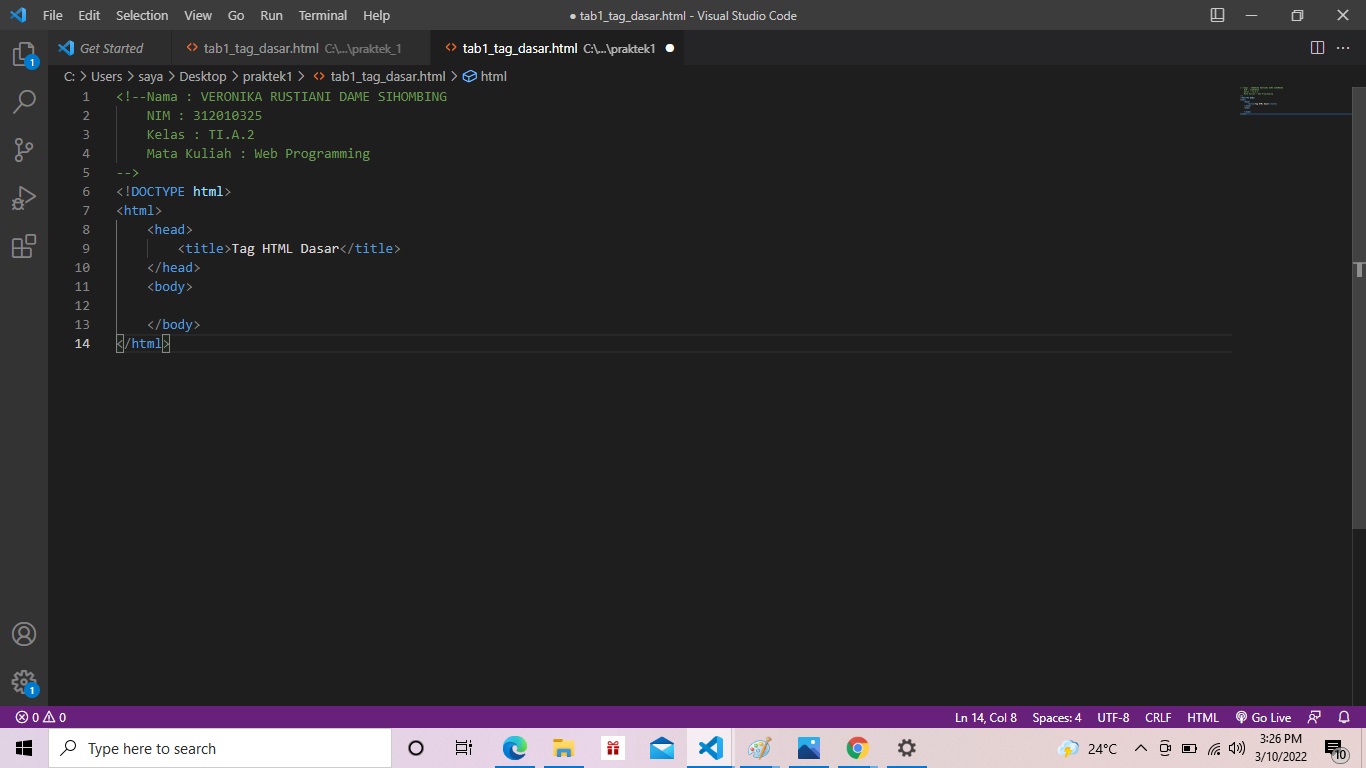 File Edit Selection View Go Run Terminal Help
● tab1_tag_dasar.html - Visual Studio Code
Get Started
<> tab1_tag_dasar.html C:\...\praktek_1
<> tab1_tag_dasar.html C:\...\praktek1 ●
C: > Users > saya > Desktop > praktek1 > <> tab1_tag_dasar.html > html
1 <!--Nama : VERONIKA RUSTIANI DAME SIHOMBING
2     NIM : 312010325
3     Kelas : TI.A.2
4     Mata Kuliah : Web Programming
5 -->
6 <!DOCTYPE html>
7 <html>
8     <head>
9         <title>Tag HTML Dasar</title>
10     </head>
11     <body>
12
13     </body>
14 </html>
1
1
0 0
Ln 14, Col 8 Spaces: 4 UTF-8 CRLF HTML Go Live
Type here to search
24°C
3:26 PM
3/10/2022
10